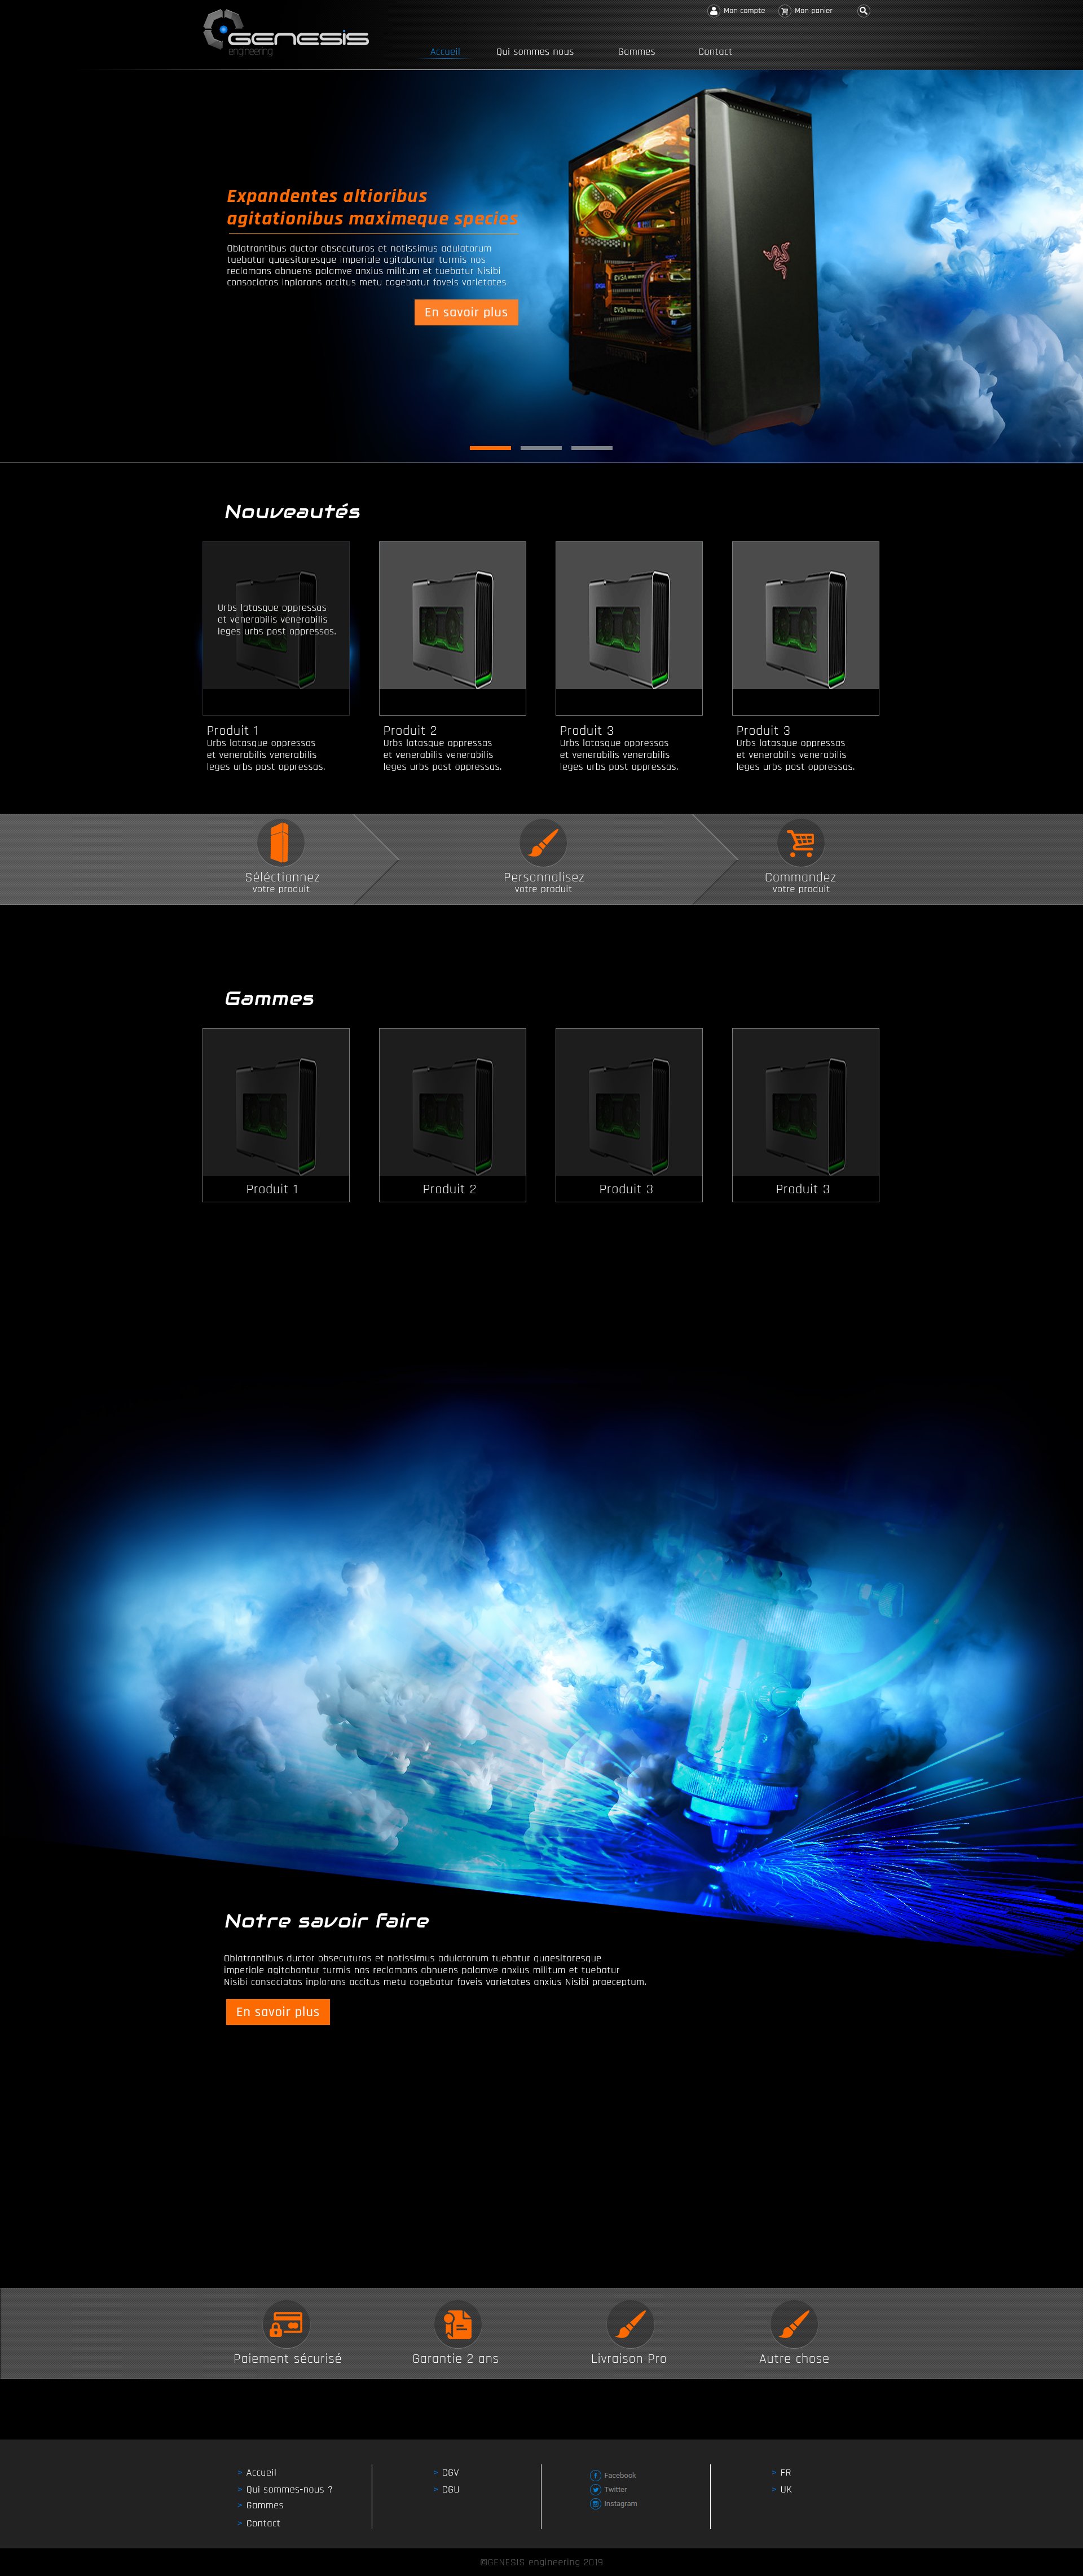 Mon compte
Mon panier
GENESIS
engineering
Accueil
Qui sommes nous
Gammes
Contact
Expandentes altioribus
agitationibus maximeque species
Oblatrantibus ductor obsecuturos et notissimus adulatorum
tuebatur quaesitoresque imperiale agitabantur turmis nos
reclamans abnuens palamve anxius militum et tuebatur Nisibi
consociatos inplorans accitus metu cogebatur foveis varietates
En savoir plus
Nouveautés
Urbs latasque oppressas
et venerabilis venerabilis
leges urbs post oppressas.
Produit 1
Urbs latasque oppressas
et venerabilis venerabilis
leges urbs post oppressas.
Produit 2
Urbs latasque oppressas
et venerabilis venerabilis
leges urbs post oppressas.
Produit 3
Urbs latasque oppressas
et venerabilis venerabilis
leges urbs post oppressas.
Produit 3
Urbs latasque oppressas
et venerabilis venerabilis
leges urbs post oppressas.
Séléctionnez
votre produit
Personnalisez
votre produit
Commandez
votre produit
Gammes
Produit 1
Produit 2
Produit 3
Produit 3
Notre savoir faire
Oblatrantibus ductor obsecuturos et notissimus adulatorum tuebatur quaesitoresque
imperiale agitabantur turmis nos reclamans abnuens palamve anxius militum et tuebatur
Nisibi consociatos inplorans accitus metu cogebatur foveis varietates anxius Nisibi praeceptum.
En savoir plus
Paiement sécurisé
Garantie 2 ans
Livraison Pro
Autre chose
> Accueil
> Qui sommes-nous ?
> Gammes
> Contact
> CGV
> CGU
Facebook
Twitter
Instagram
> FR
> UK
©GENESIS engineering 2019